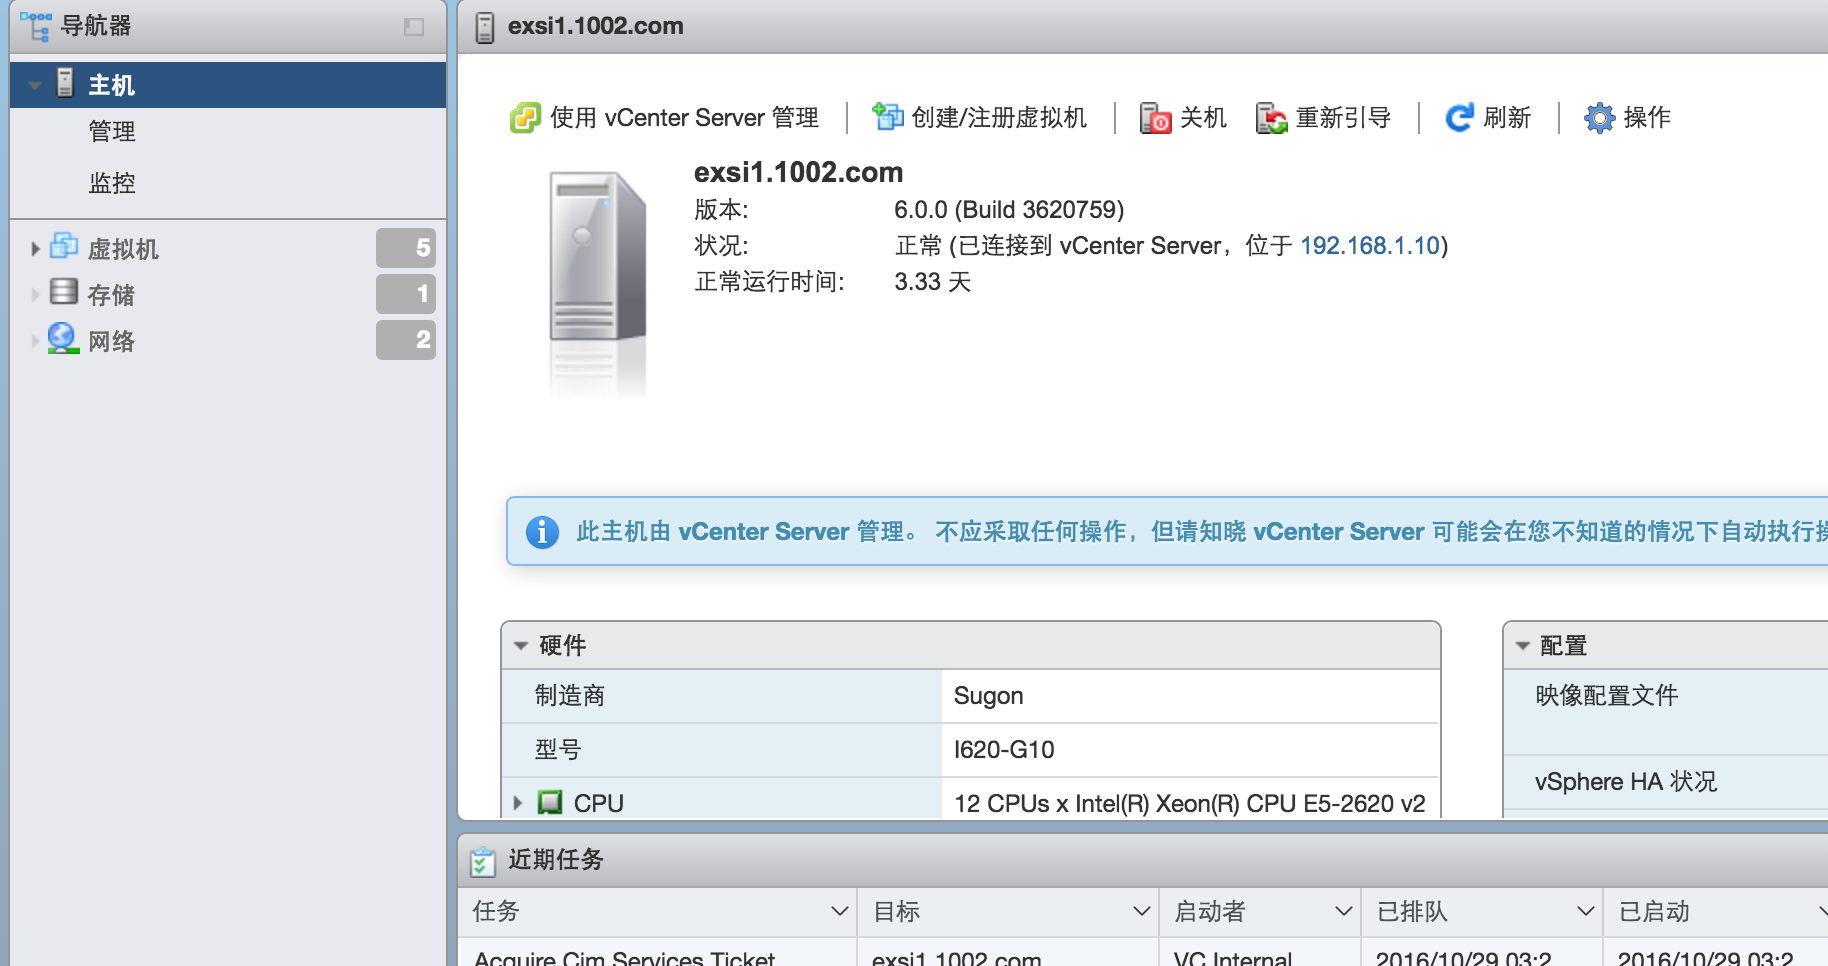 导航器
主机
管理
监控
虚拟机 5
存储 1
网络 2
exsi1.1002.com
使用 vCenter Server 管理 创建/注册虚拟机 关机 重新引导 刷新 操作
exsi1.1002.com
版本: 6.0.0 (Build 3620759)
状况: 正常 (已连接到 vCenter Server，位于 192.168.1.10)
正常运行时间: 3.33 天
此主机由 vCenter Server 管理。 不应采取任何操作，但请知晓 vCenter Server 可能会在您不知道的情况下自动执行操
硬件
制造商 Sugon
型号 I620-G10
CPU 12 CPUs x Intel(R) Xeon(R) CPU E5-2620 v2
配置
映像配置文件
vSphere HA 状况
近期任务
任务 目标 启动者 已排队 已启动
Acquire Cim Services Ticket exsi1.1002.com VC Internal 2016/10/29 03:2 2016/10/29 03:2